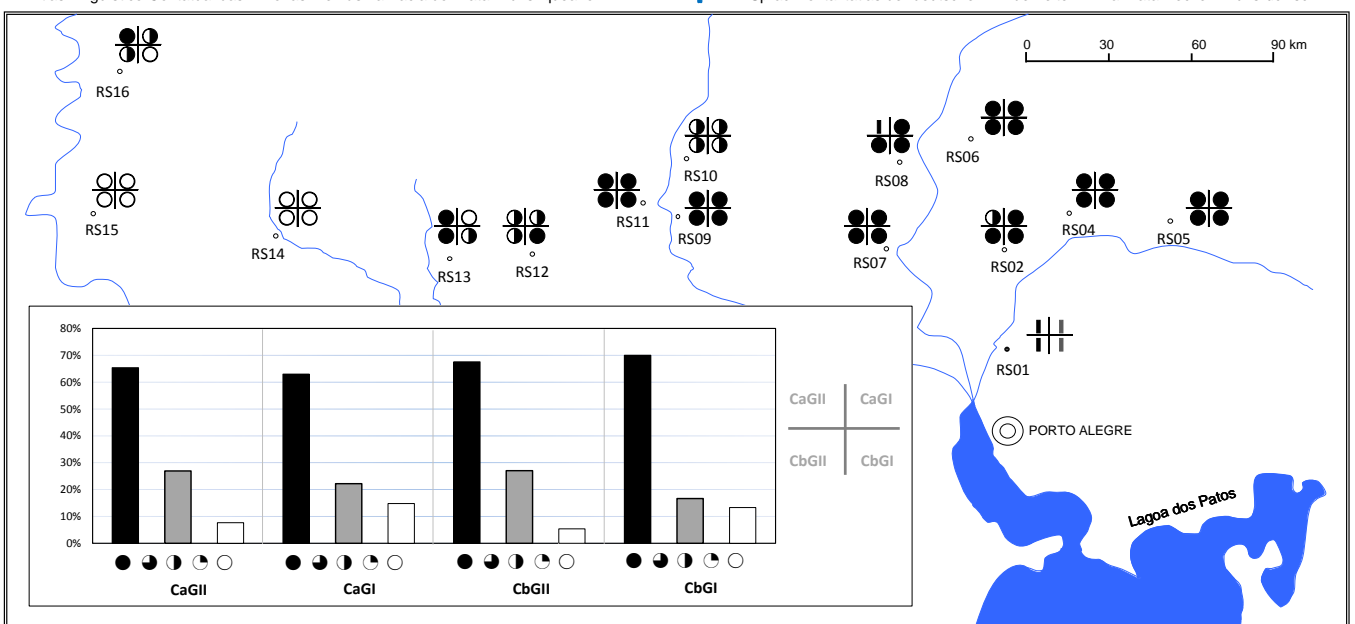 0 30 60 90 km
RS16
RS06
RS10
RS08
RS15
RS14
RS13
RS12
RS11
RS09
RS07
RS02
RS04
RS05
RS01
PORTO ALEGRE
Lagoa dos Patos
80%
70%
60%
50%
40%
30%
20%
10%
0%
CaGII CaGI CbGII CbGI
CaGII CaGI
CbGII CbGI